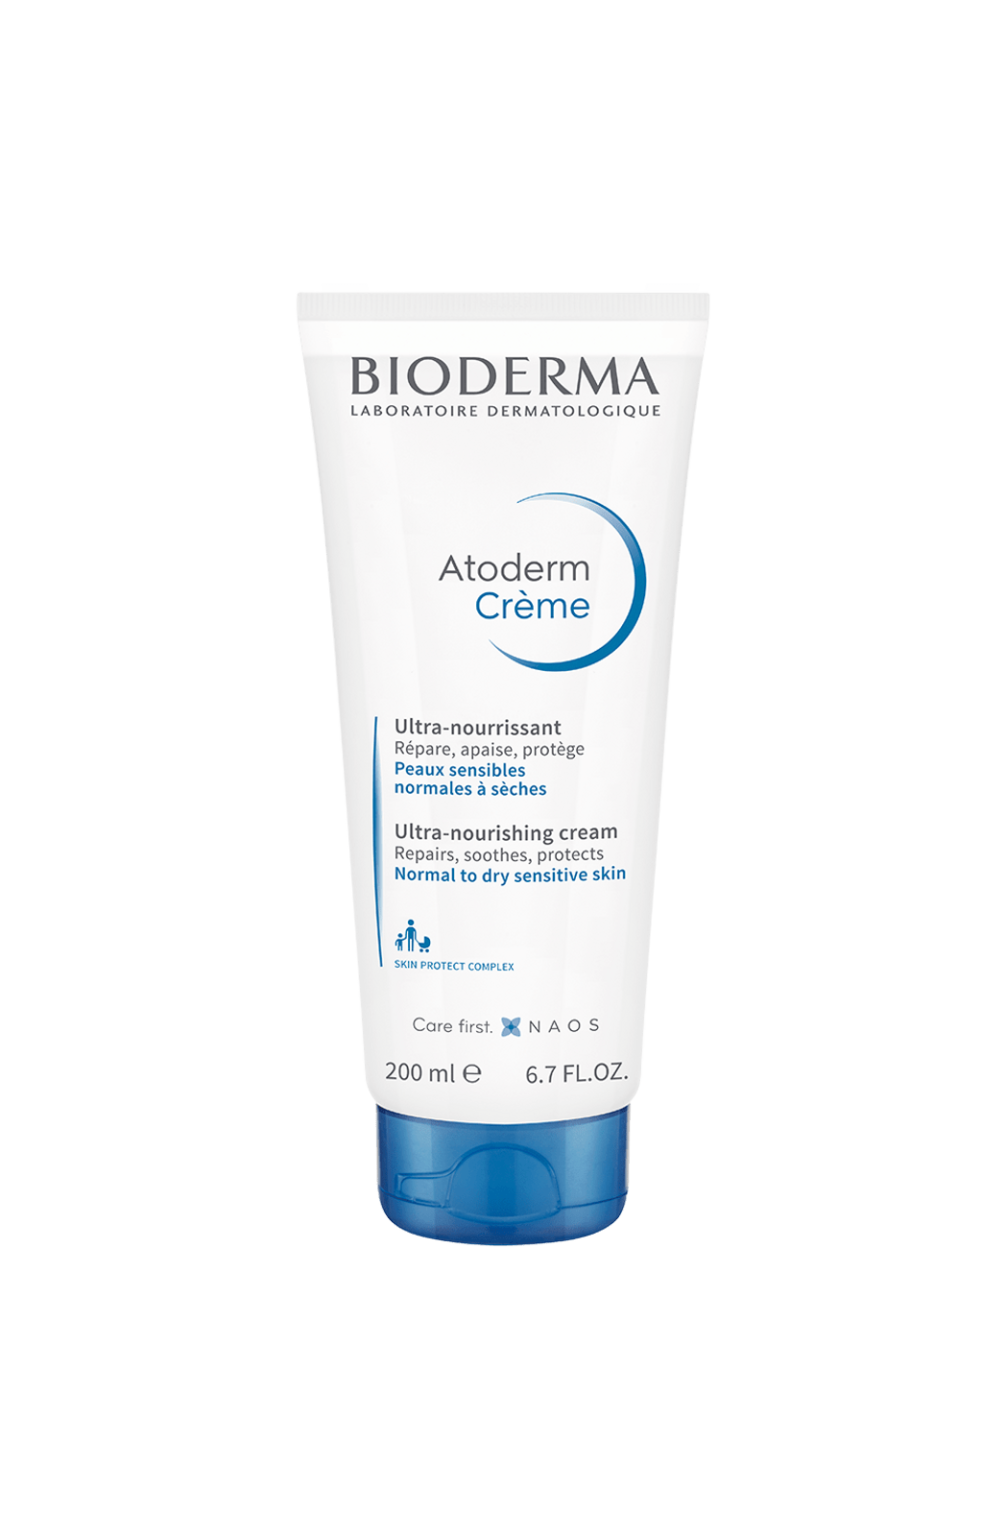 BIODERMA
LABORATOIRE DERMATOLOGIQUE
Atoderm
Crème
Ultra-nourrissant
Répare, apaise, protège
Peaux sensibles
normales à sèches
Ultra-nourishing cream
Repairs, soothes, protects
Normal to dry sensitive skin
SKIN PROTECT COMPLEX
Care first. NAOS
200 ml ℮ 6.7 FL.OZ.